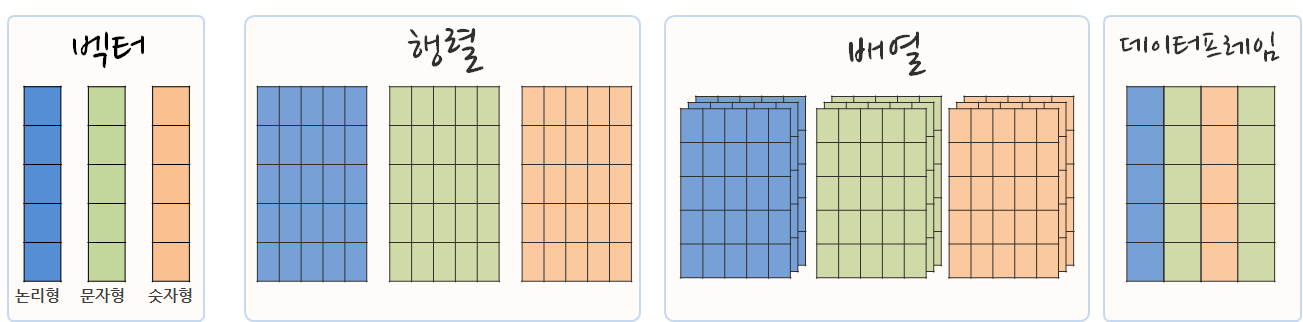 벡터
논리형 문자형 숫자형
행렬
배열
데이터프레임